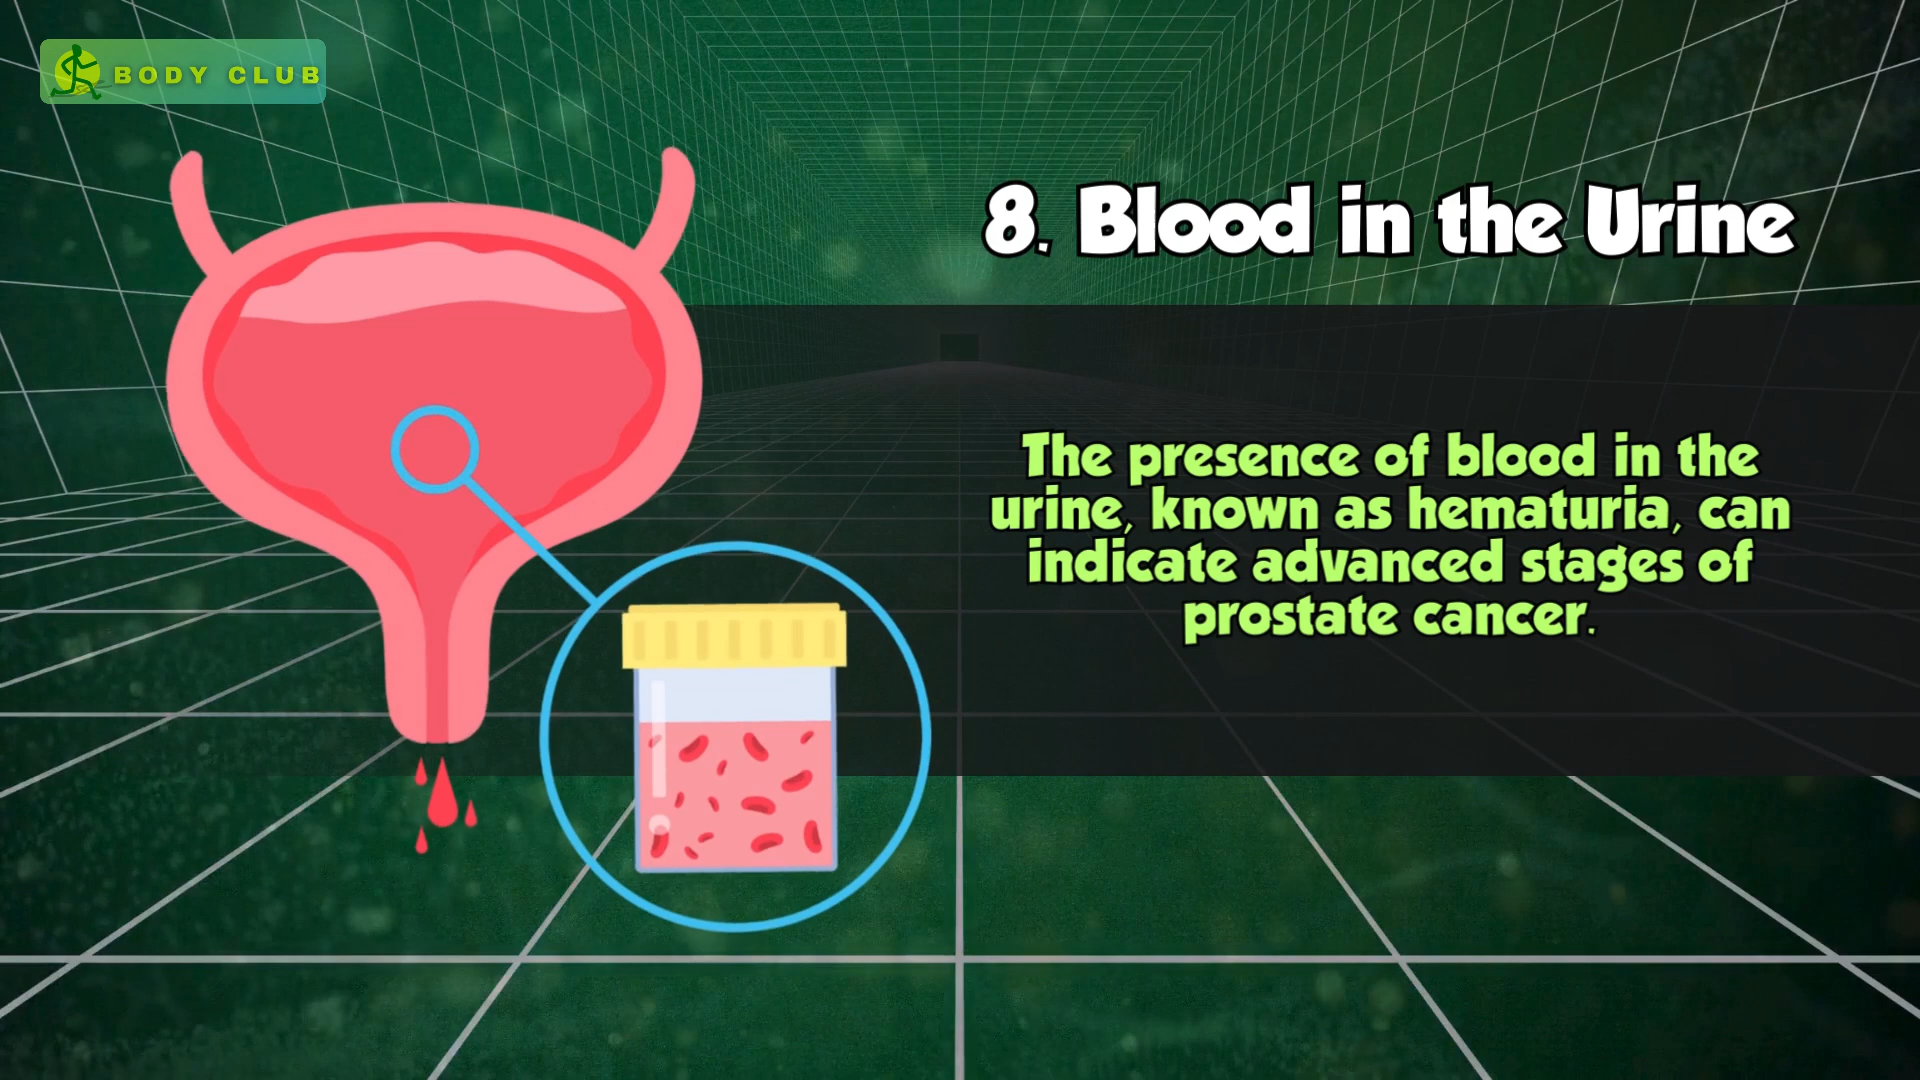 BODY CLUB
8. Blood in the Urine
The presence of blood in the
urine, known as hematuria, can
indicate advanced stages of
prostate cancer.